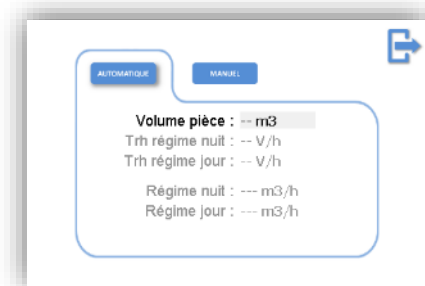 AUTOMATIQUE MANUEL
Volume pièce : -- m3
Trh régime nuit : -- V/h
Trh régime jour : -- V/h
Régime nuit : --- m3/h
Régime jour : --- m3/h